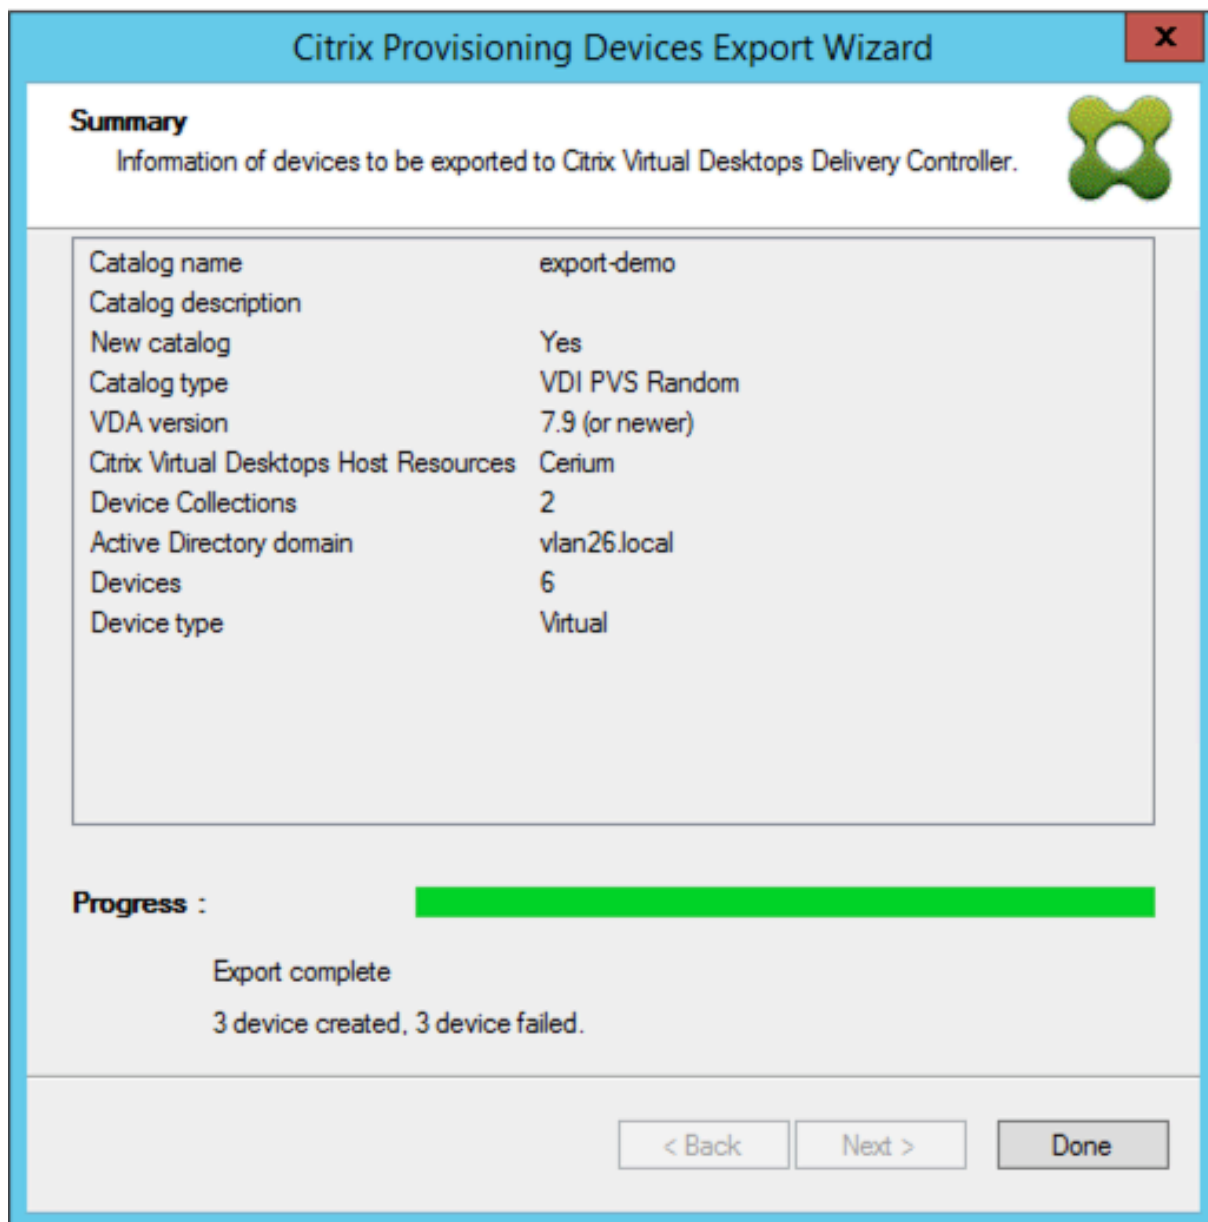 Citrix Provisioning Devices Export Wizard
x
Summary
Information of devices to be exported to Citrix Virtual Desktops Delivery Controller.
Catalog name export-demo
Catalog description
New catalog Yes
Catalog type VDI PVS Random
VDA version 7.9 (or newer)
Citrix Virtual Desktops Host Resources Cerium
Device Collections 2
Active Directory domain vlan26.local
Devices 6
Device type Virtual
Progress :
Export complete
3 device created, 3 device failed.
< Back Next > Done